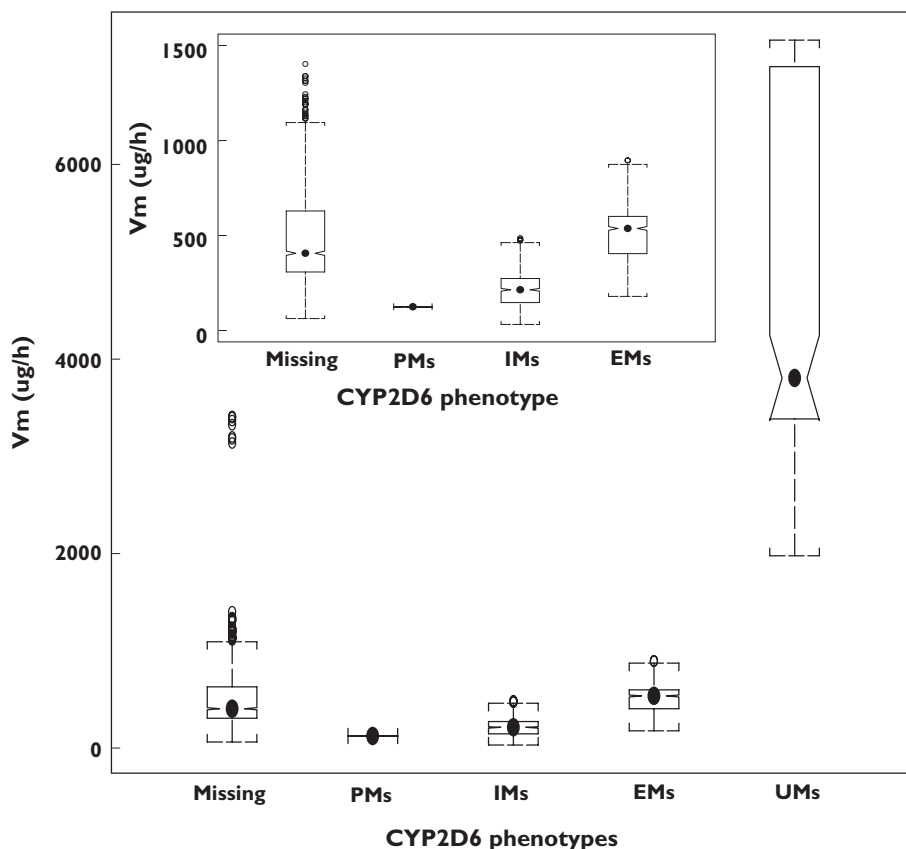 1500
1000
500
0
Vm (ug/h)
Missing PMs IMs EMs
CYP2D6 phenotype
6000
4000
2000
0
Vm (ug/h)
Missing PMs IMs EMs UMs
CYP2D6 phenotypes